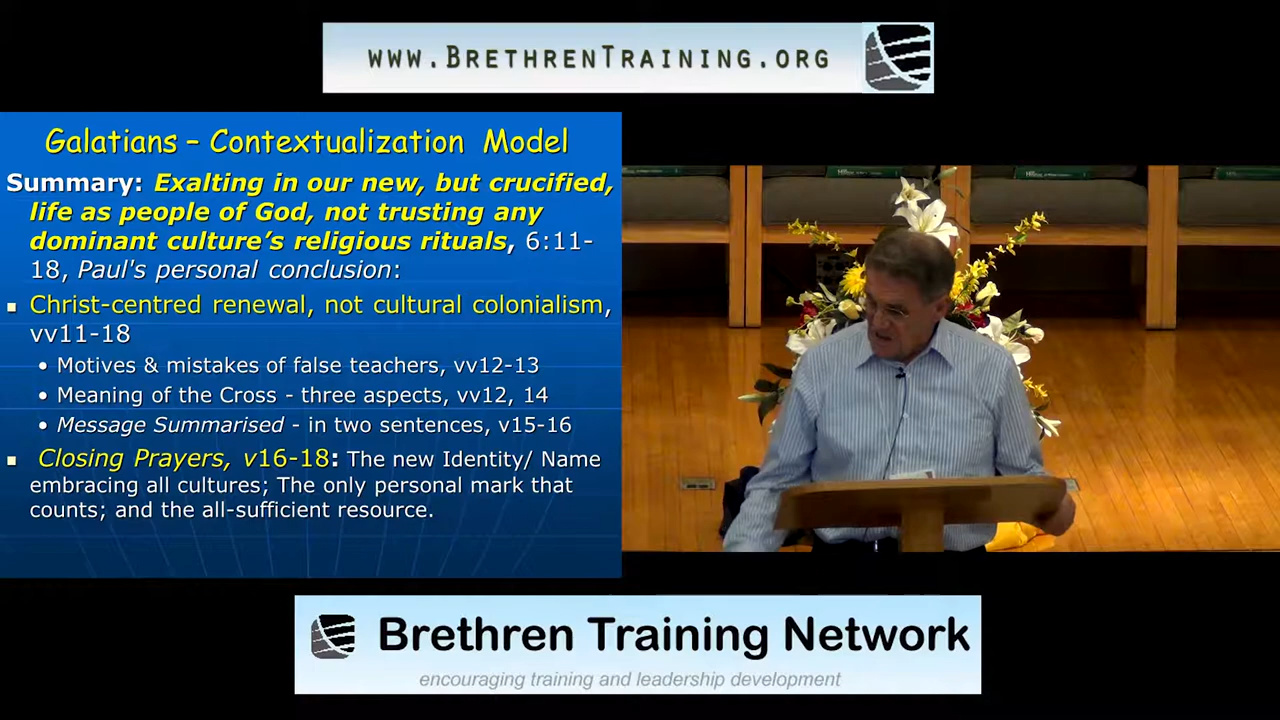 www.BrethrenTraining.org
Galatians – Contextualization Model
Summary: Exalting in our new, but crucified,
life as people of God, not trusting any
dominant culture's religious rituals, 6:11-
18, Paul's personal conclusion:
▪ Christ-centred renewal, not cultural colonialism,
vv11-18
• Motives & mistakes of false teachers, vv12-13
• Meaning of the Cross - three aspects, vv12, 14
• Message Summarised - in two sentences, v15-16
▪ Closing Prayers, v16-18: The new Identity/ Name
embracing all cultures; The only personal mark that
counts; and the all-sufficient resource.
Brethren Training Network
encouraging training and leadership development